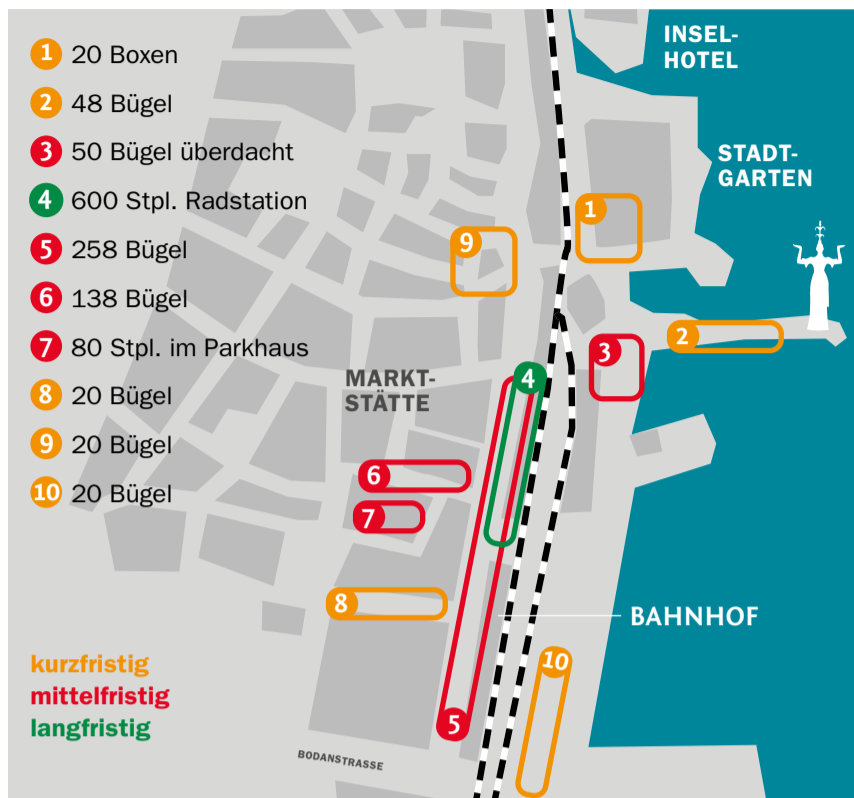 1 20 Boxen
2 48 Bügel
3 50 Bügel überdacht
4 600 Stpl. Radstation
5 258 Bügel
6 138 Bügel
7 80 Stpl. im Parkhaus
8 20 Bügel
9 20 Bügel
10 20 Bügel
kurzfristig
mittelfristig
langfristig
INSEL-
HOTEL
STADT-
GARTEN
1
9
2
3
4
MARKT-
STÄTTE
6
7
8
BAHNHOF
10
5
BODANSTRASSE